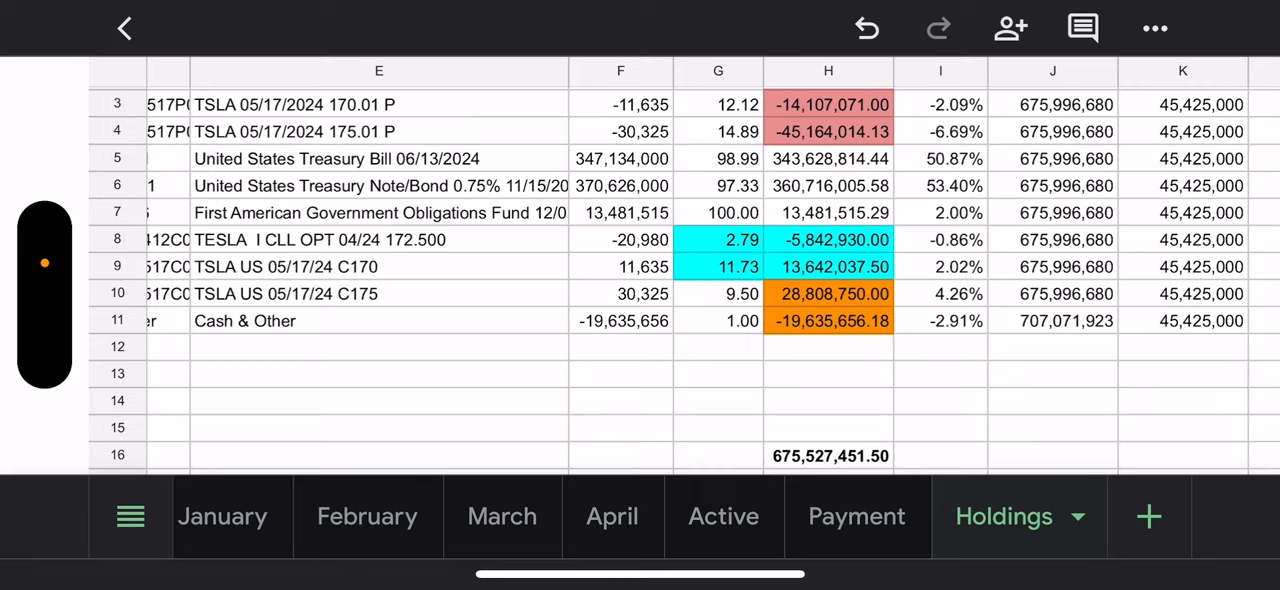 E F G H I J K
3 517P TSLA 05/17/2024 170.01 P -11,635 12.12 -14,107,071.00 -2.09% 675,996,680 45,425,000
4 517P TSLA 05/17/2024 175.01 P -30,325 14.89 -45,164,014.13 -6.69% 675,996,680 45,425,000
5 United States Treasury Bill 06/13/2024 347,134,000 98.99 343,628,814.44 50.87% 675,996,680 45,425,000
6 1 United States Treasury Note/Bond 0.75% 11/15/20 370,626,000 97.33 360,716,005.58 53.40% 675,996,680 45,425,000
7 First American Government Obligations Fund 12/0 13,481,515 100.00 13,481,515.29 2.00% 675,996,680 45,425,000
8 412C TESLA I CLL OPT 04/24 172.500 -20,980 2.79 -5,842,930.00 -0.86% 675,996,680 45,425,000
9 517C TSLA US 05/17/24 C170 11,635 11.73 13,642,037.50 2.02% 675,996,680 45,425,000
10 517C TSLA US 05/17/24 C175 30,325 9.50 28,808,750.00 4.26% 675,996,680 45,425,000
11 er Cash & Other -19,635,656 1.00 -19,635,656.18 -2.91% 707,071,923 45,425,000
12
13
14
15
16 675,527,451.50
January February March April Active Payment Holdings